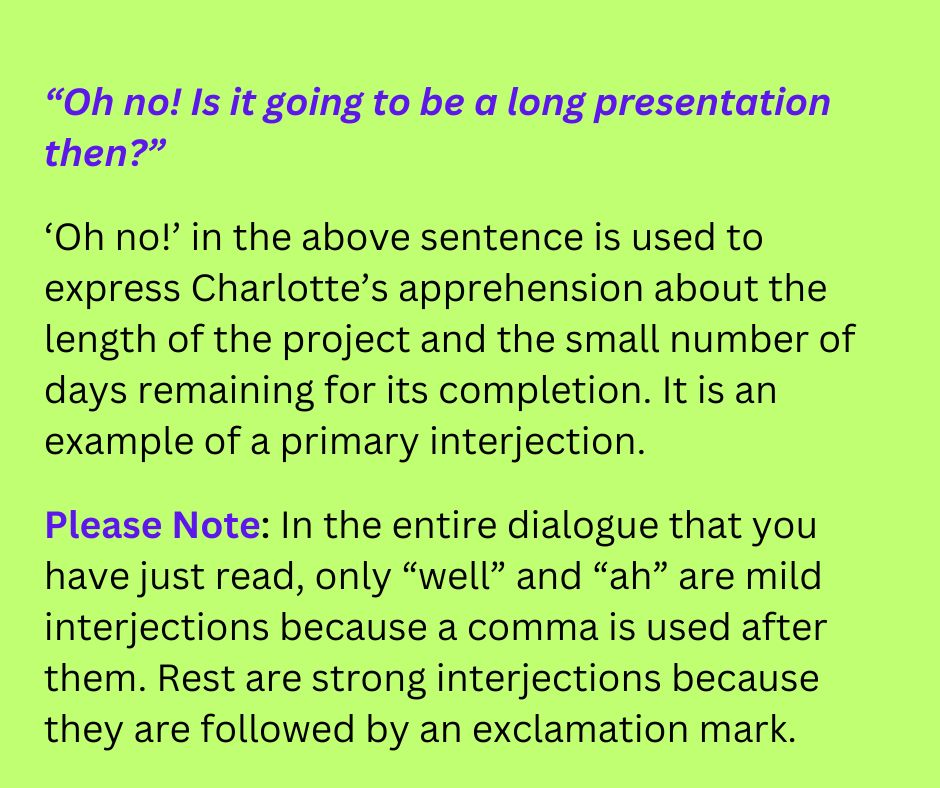 “Oh no! Is it going to be a long presentation
then?”
‘Oh no!’ in the above sentence is used to
express Charlotte’s apprehension about the
length of the project and the small number of
days remaining for its completion. It is an
example of a primary interjection.
Please Note: In the entire dialogue that you
have just read, only “well” and “ah” are mild
interjections because a comma is used after
them. Rest are strong interjections because
they are followed by an exclamation mark.